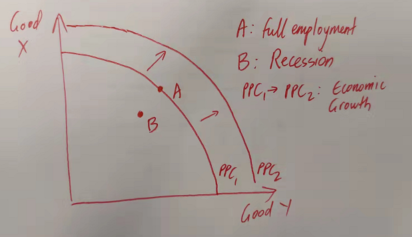 Good
X
A: Full employment
B: Recession
PPC₁ → PPC₂: Economic
Growth
A
B
PPC₁
PPC₂
Good Y